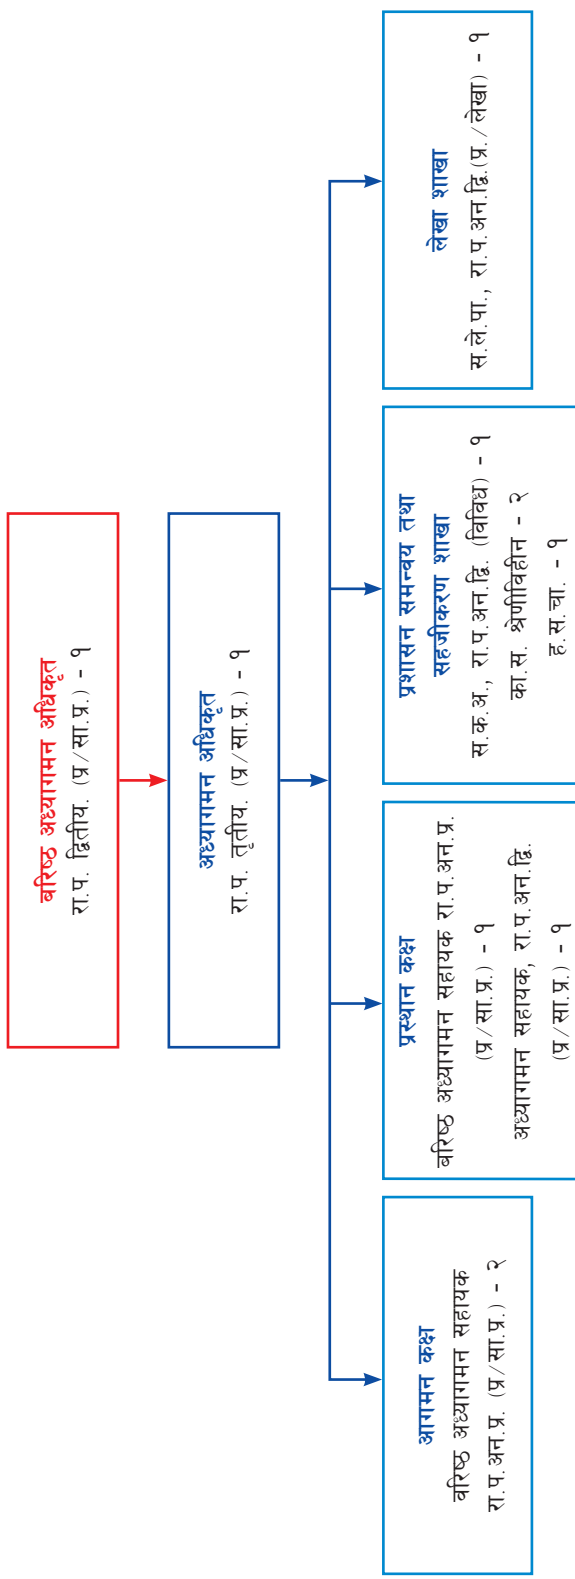 वरिष्ठ अध्यागमन अधिकृत
रा.प. द्वितीय. (प्र/सा.प्र.) - १
अध्यागमन अधिकृत
रा.प. तृतीय. (प्र/सा.प्र.) - १
आगमन कक्ष
वरिष्ठ अध्यागमन सहायक
रा.प.अन.प्र. (प्र/सा.प्र.) - २
प्रस्थान कक्ष
वरिष्ठ अध्यागमन सहायक रा.प.अन.प्र.
(प्र/सा.प्र.) - १
अध्यागमन सहायक, रा.प.अन.द्वि.
(प्र/सा.प्र.) - १
प्रशासन समन्वय तथा
सहजीकरण शाखा
स.क.अ., रा.प.अन.द्वि. (विविध) - १
का.स. श्रेणीविहीन - २
ह.स.चा. - १
लेखा शाखा
स.ले.पा., रा.प.अन.द्वि.(प्र./लेखा) - १